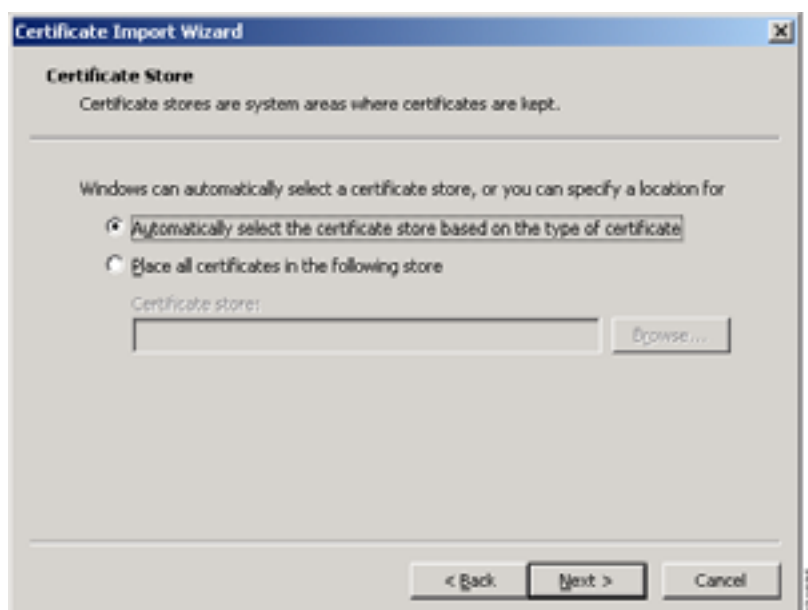 Certificate Import Wizard
Certificate Store
Certificate stores are system areas where certificates are kept.
Windows can automatically select a certificate store, or you can specify a location for
Automatically select the certificate store based on the type of certificate
Place all certificates in the following store
Certificate store:
Browse...
< Back
Next >
Cancel